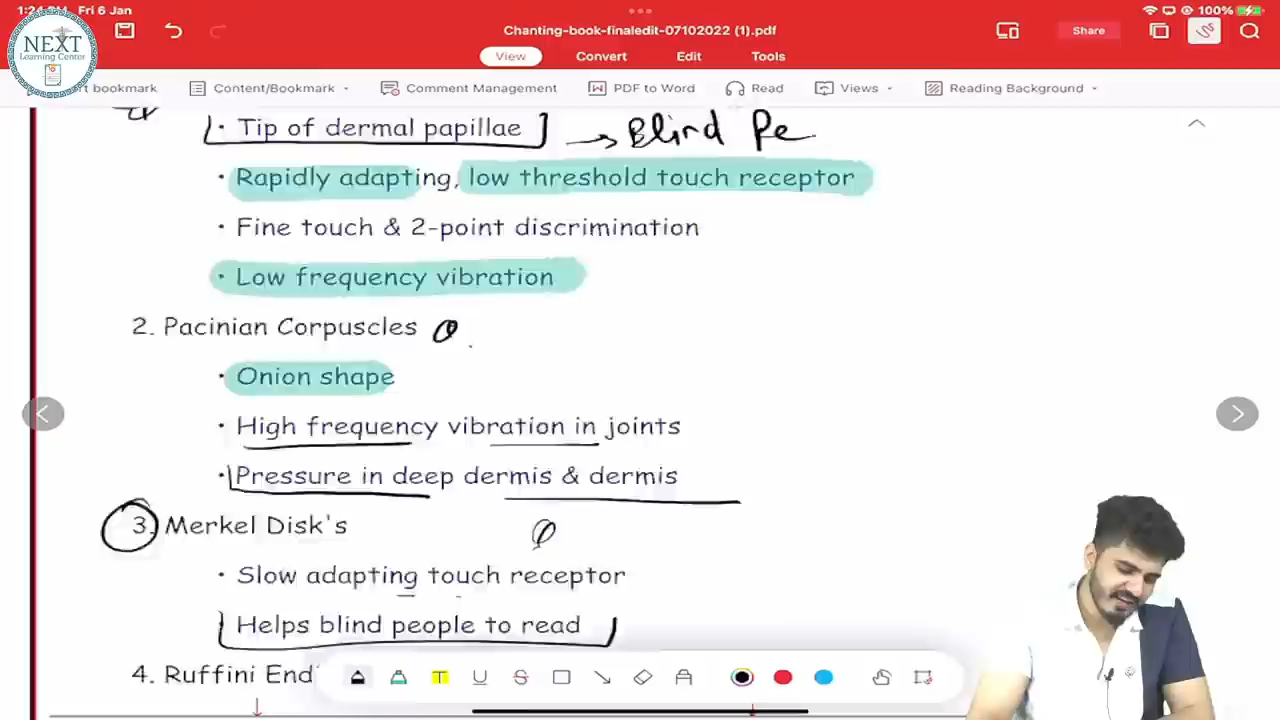 1:24 PM Fri 6 Jan
100%
NEXT
Learning Center
Chanting-book-finaledit-07102022 (1).pdf
Share
View
Convert
Edit
Tools
bookmark
Content/Bookmark
Comment Management
PDF to Word
Read
Views
Reading Background
· Tip of dermal papillae → Blind Pe
· Rapidly adapting, low threshold touch receptor
· Fine touch & 2-point discrimination
· Low frequency vibration
2. Pacinian Corpuscles
· Onion shape
· High frequency vibration in joints
· Pressure in deep dermis & dermis
3. Merkel Disk's
· Slow adapting touch receptor
· Helps blind people to read
4. Ruffini End